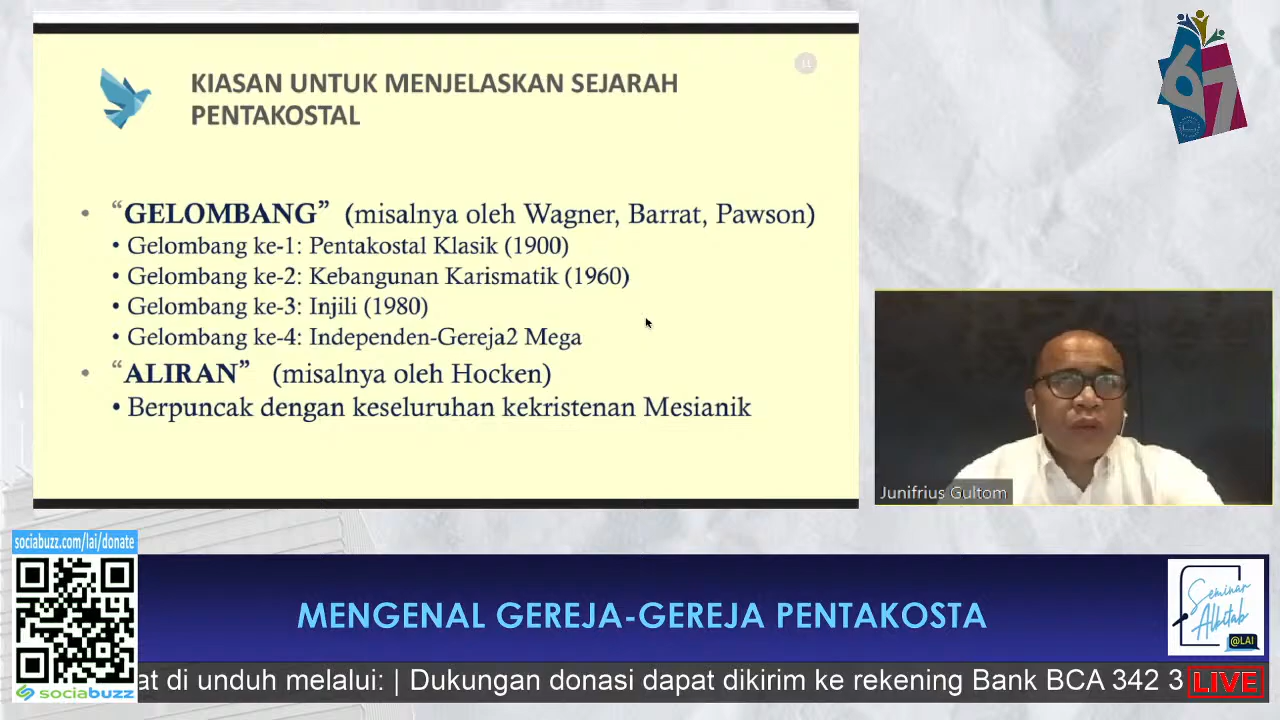 KIASAN UNTUK MENJELASKAN SEJARAH
PENTAKOSTAL
LL
• “GELOMBANG” (misalnya oleh Wagner, Barrat, Pawson)
• Gelombang ke-1: Pentakostal Klasik (1900)
• Gelombang ke-2: Kebangunan Karismatik (1960)
• Gelombang ke-3: Injili (1980)
• Gelombang ke-4: Independen-Gereja2 Mega
• “ALIRAN” (misalnya oleh Hocken)
• Berpuncak dengan keseluruhan kekristenan Mesianik
67
Junifrius Gultom
sociabuzz.com/lai/donate
sociabuzz
MENGENAL GEREJA-GEREJA PENTAKOSTA
Seminar
Alkitab
@LAI
at di unduh melalui: | Dukungan donasi dapat dikirim ke rekening Bank BCA 342 3
LIVE